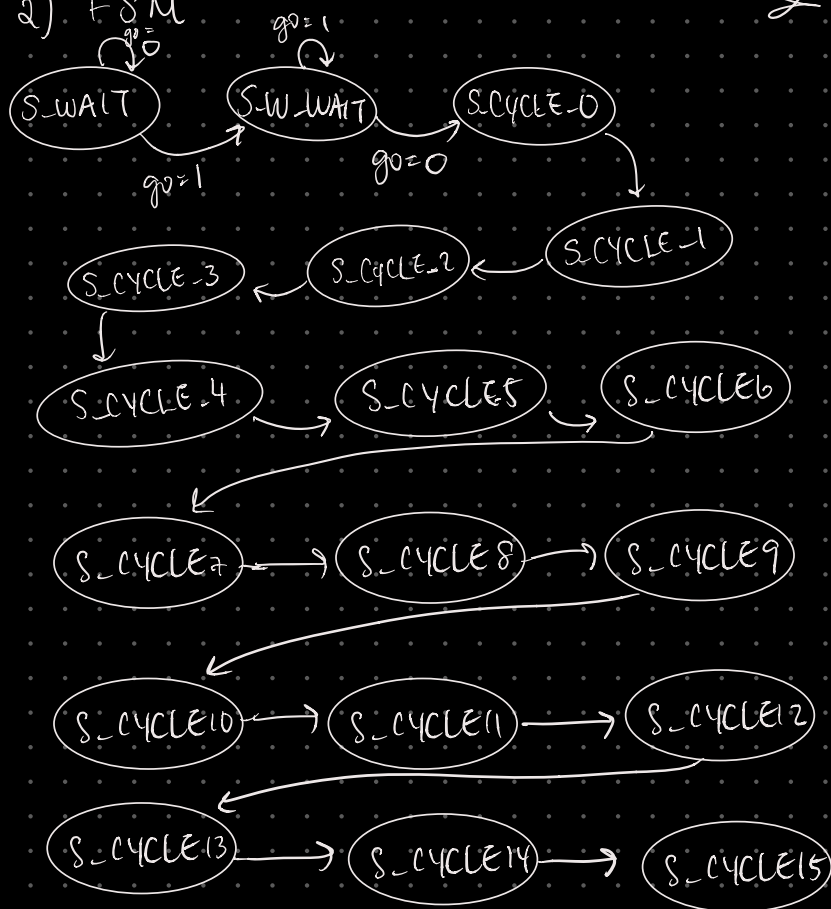 2) FSM
go=0
go=1
S_WAIT
S_W_WAIT
S_CYCLE_0
go=1
go=0
S_CYCLE_1
S_CYCLE_2
S_CYCLE_3
S_CYCLE_4
S_CYCLE5
S_CYCLE6
S_CYCLE7
S_CYCLE8
S_CYCLE9
S_CYCLE10
S_CYCLE11
S_CYCLE12
S_CYCLE13
S_CYCLE14
S_CYCLE15